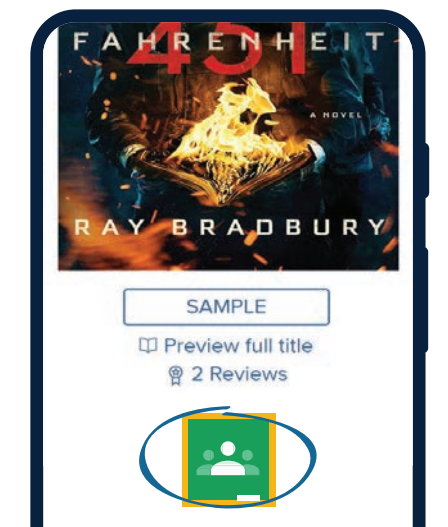 FAHRENHEIT
451
A NOVEL
RAY BRADBURY
SAMPLE
Preview full title
2 Reviews